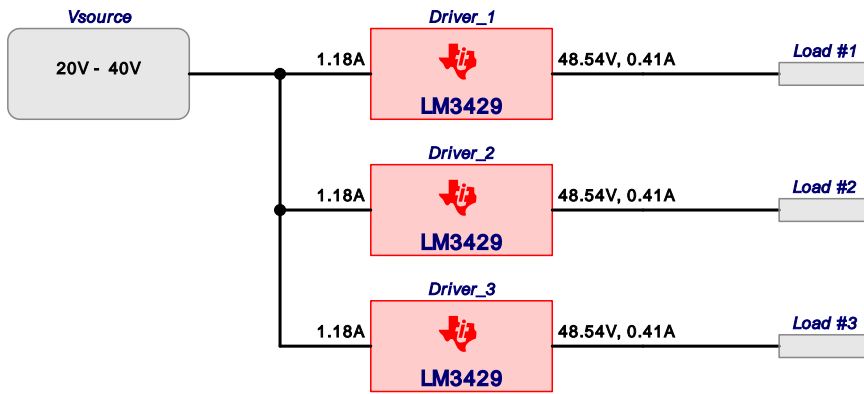 Vsource
20V - 40V
Driver_1
1.18A
LM3429
48.54V, 0.41A
Load #1
Driver_2
1.18A
LM3429
48.54V, 0.41A
Load #2
Driver_3
1.18A
LM3429
48.54V, 0.41A
Load #3